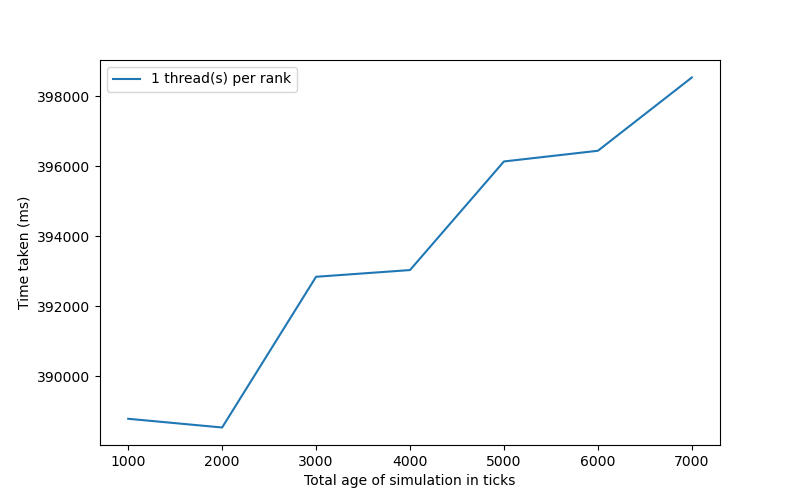 1 thread(s) per rank
398000
396000
394000
392000
390000
Time taken (ms)
1000 2000 3000 4000 5000 6000 7000
Total age of simulation in ticks